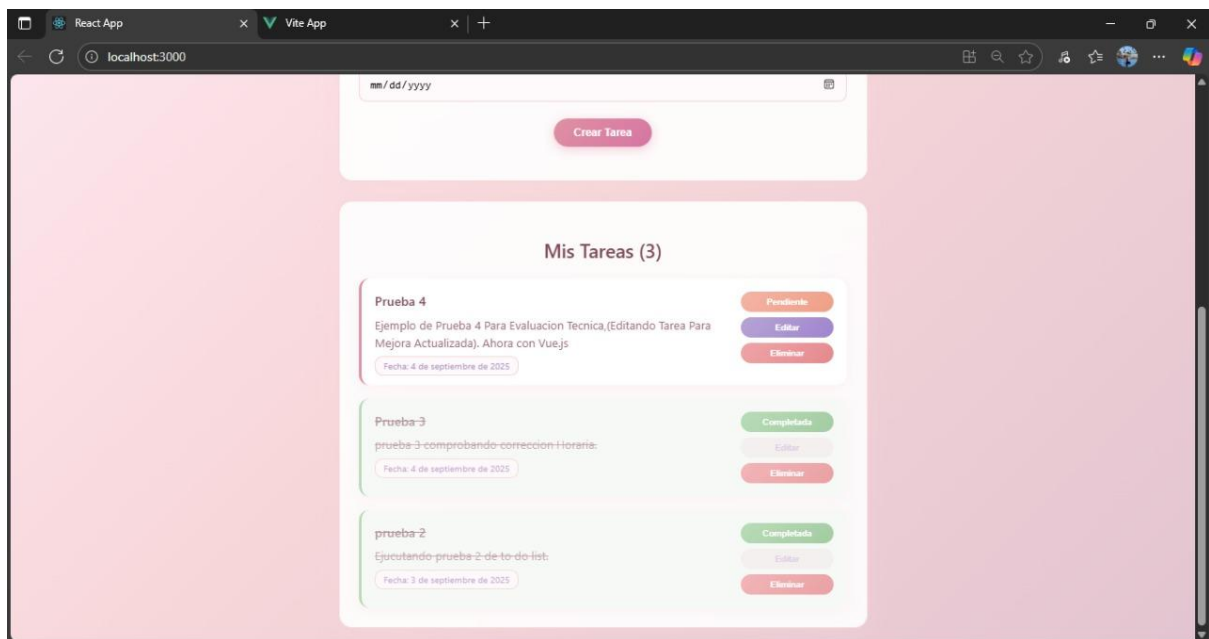 React App
Vite App
localhost:3000
mm/dd/yyyy
Crear Tarea
Mis Tareas (3)
Prueba 4
Pendiente
Ejemplo de Prueba 4 Para Evaluacion Tecnica,(Editando Tarea Para
Mejora Actualizada). Ahora con Vue.js
Editar
Eliminar
Fecha: 4 de septiembre de 2025
Prueba 3
Completada
prueba 3 comprobando correccion Horaria.
Editar
Fecha: 4 de septiembre de 2025
Eliminar
prueba 2
Completada
Ejucutando prueba 2 de to do list.
Editar
Fecha: 3 de septiembre de 2025
Eliminar